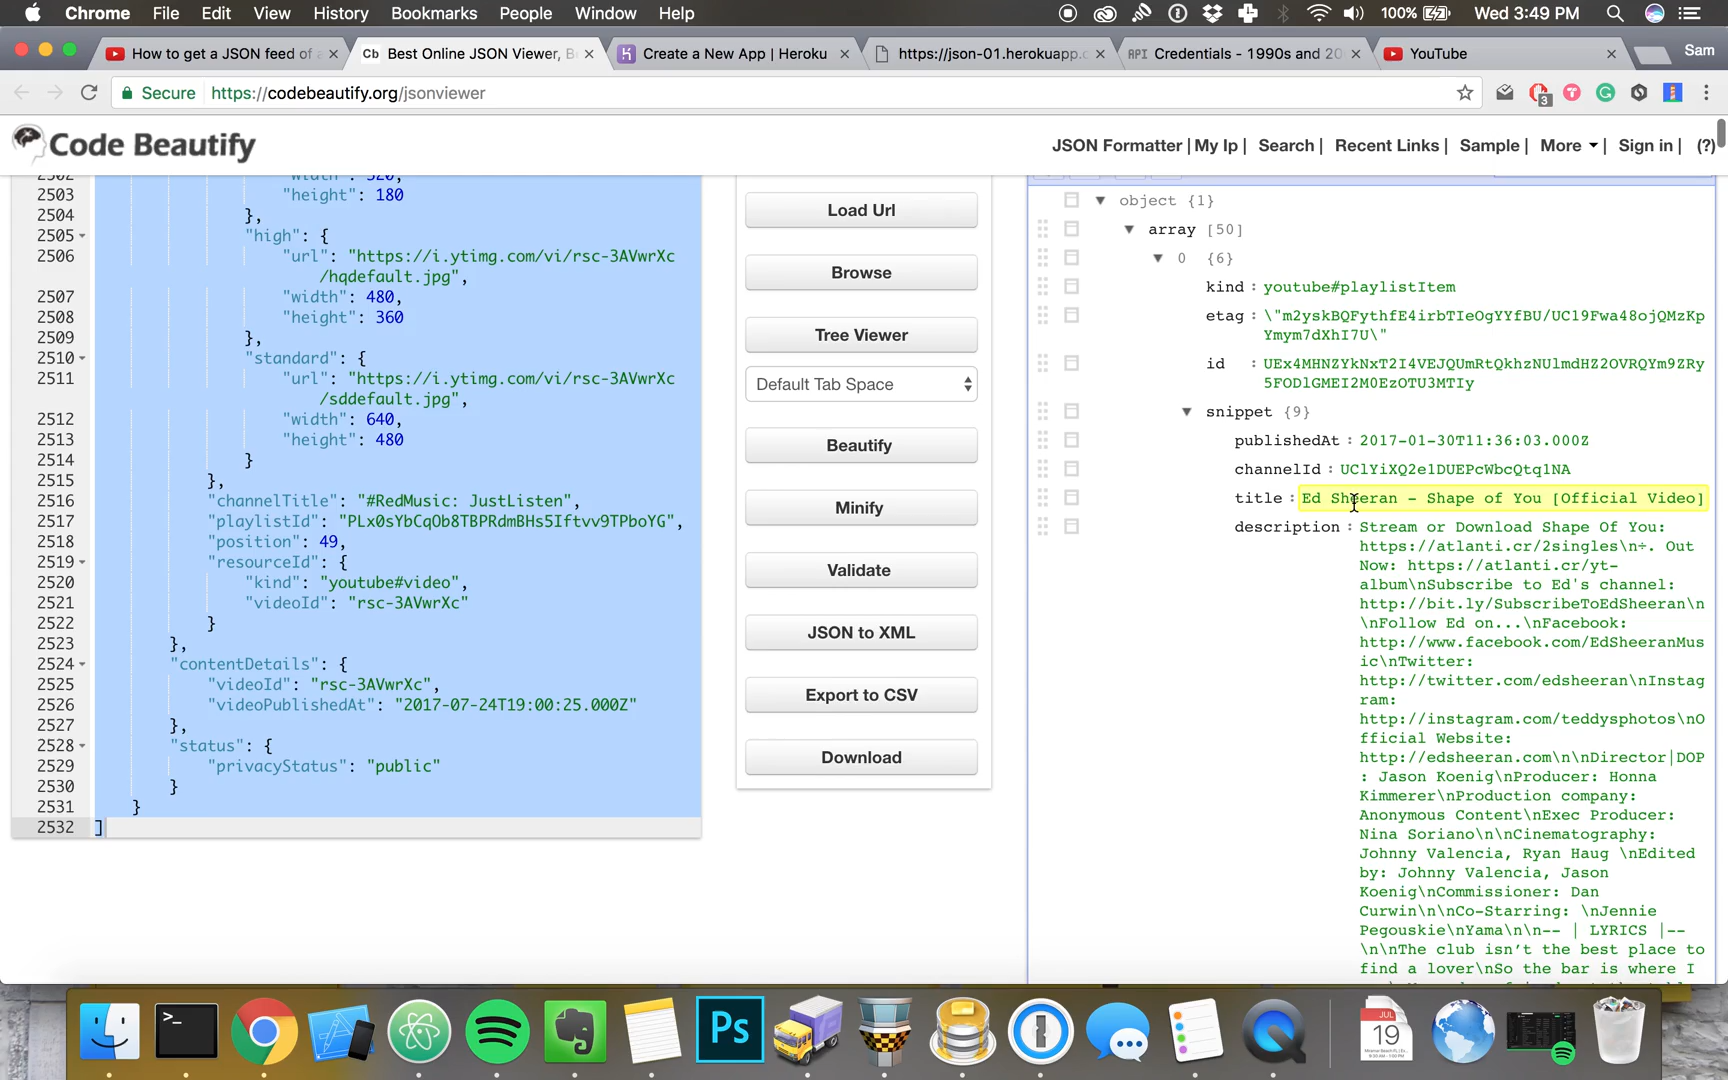 Chrome File Edit View History Bookmarks People Window Help 100% Wed 3:49 PM
How to get a JSON feed of a
Best Online JSON Viewer, B
Create a New App | Heroku
https://json-01.herokuapp.c
API Credentials - 1990s and 20
YouTube
Sam
Secure https://codebeautify.org/jsonviewer
3
Code Beautify
JSON Formatter | My Ip | Search | Recent Links | Sample | More | Sign in | (?)
2502 "width": 320,
2503 "height": 180
2504 },
2505 "high": {
2506 "url": "https://i.ytimg.com/vi/rsc-3AVwrXc
/hqdefault.jpg",
2507 "width": 480,
2508 "height": 360
2509 },
2510 "standard": {
2511 "url": "https://i.ytimg.com/vi/rsc-3AVwrXc
/sddefault.jpg",
2512 "width": 640,
2513 "height": 480
2514 }
2515 },
2516 "channelTitle": "#RedMusic: JustListen",
2517 "playlistId": "PLx0sYbCqOb8TBPRdmBHs5Iftvv9TPboYG",
2518 "position": 49,
2519 "resourceId": {
2520 "kind": "youtube#video",
2521 "videoId": "rsc-3AVwrXc"
2522 }
2523 },
2524 "contentDetails": {
2525 "videoId": "rsc-3AVwrXc",
2526 "videoPublishedAt": "2017-07-24T19:00:25.000Z"
2527 },
2528 "status": {
2529 "privacyStatus": "public"
2530 }
2531 }
2532 ]
Load Url
Browse
Tree Viewer
Default Tab Space
Beautify
Minify
Validate
JSON to XML
Export to CSV
Download
object {1}
array [50]
0 {6}
kind : youtube#playlistItem
etag : \"m2yskBQFythfE4irbTIeOgYYfBU/UC19Fwa48ojQMzKp
Ymym7dXhI7U\"
id : UEx4MHNZYkNxT2I4VEJQUmRtQkhzNUlmdHZ2OVRQYm9ZRy
5FODlGMEI2M0EzOTU3MTIy
snippet {9}
publishedAt : 2017-01-30T11:36:03.000Z
channelId : UClYiXQ2e1DUEPcWbcQtq1NA
title : Ed Sheeran - Shape of You [Official Video]
description : Stream or Download Shape Of You:
https://atlanti.cr/2singles\n÷. Out
Now: https://atlanti.cr/yt-
album\nSubscribe to Ed's channel:
http://bit.ly/SubscribeToEdSheeran\n
\nFollow Ed on...\nFacebook:
http://www.facebook.com/EdSheeranMus
ic\nTwitter:
http://twitter.com/edsheeran\nInstag
ram:
http://instagram.com/teddysphotos\nO
fficial Website:
http://edsheeran.com\n\nDirector|DOP
: Jason Koenig\nProducer: Honna
Kimmerer\nProduction company:
Anonymous Content\nExec Producer:
Nina Soriano\n\nCinematography:
Johnny Valencia, Ryan Haug \nEdited
by: Johnny Valencia, Jason
Koenig\nCommissioner: Dan
Curwin\n\nCo-Starring: \nJennie
Pegouskie\nYama\n\n-- | LYRICS |--
\n\nThe club isn't the best place to
find a lover\nSo the bar is where I
>_
Ps
JUL
19